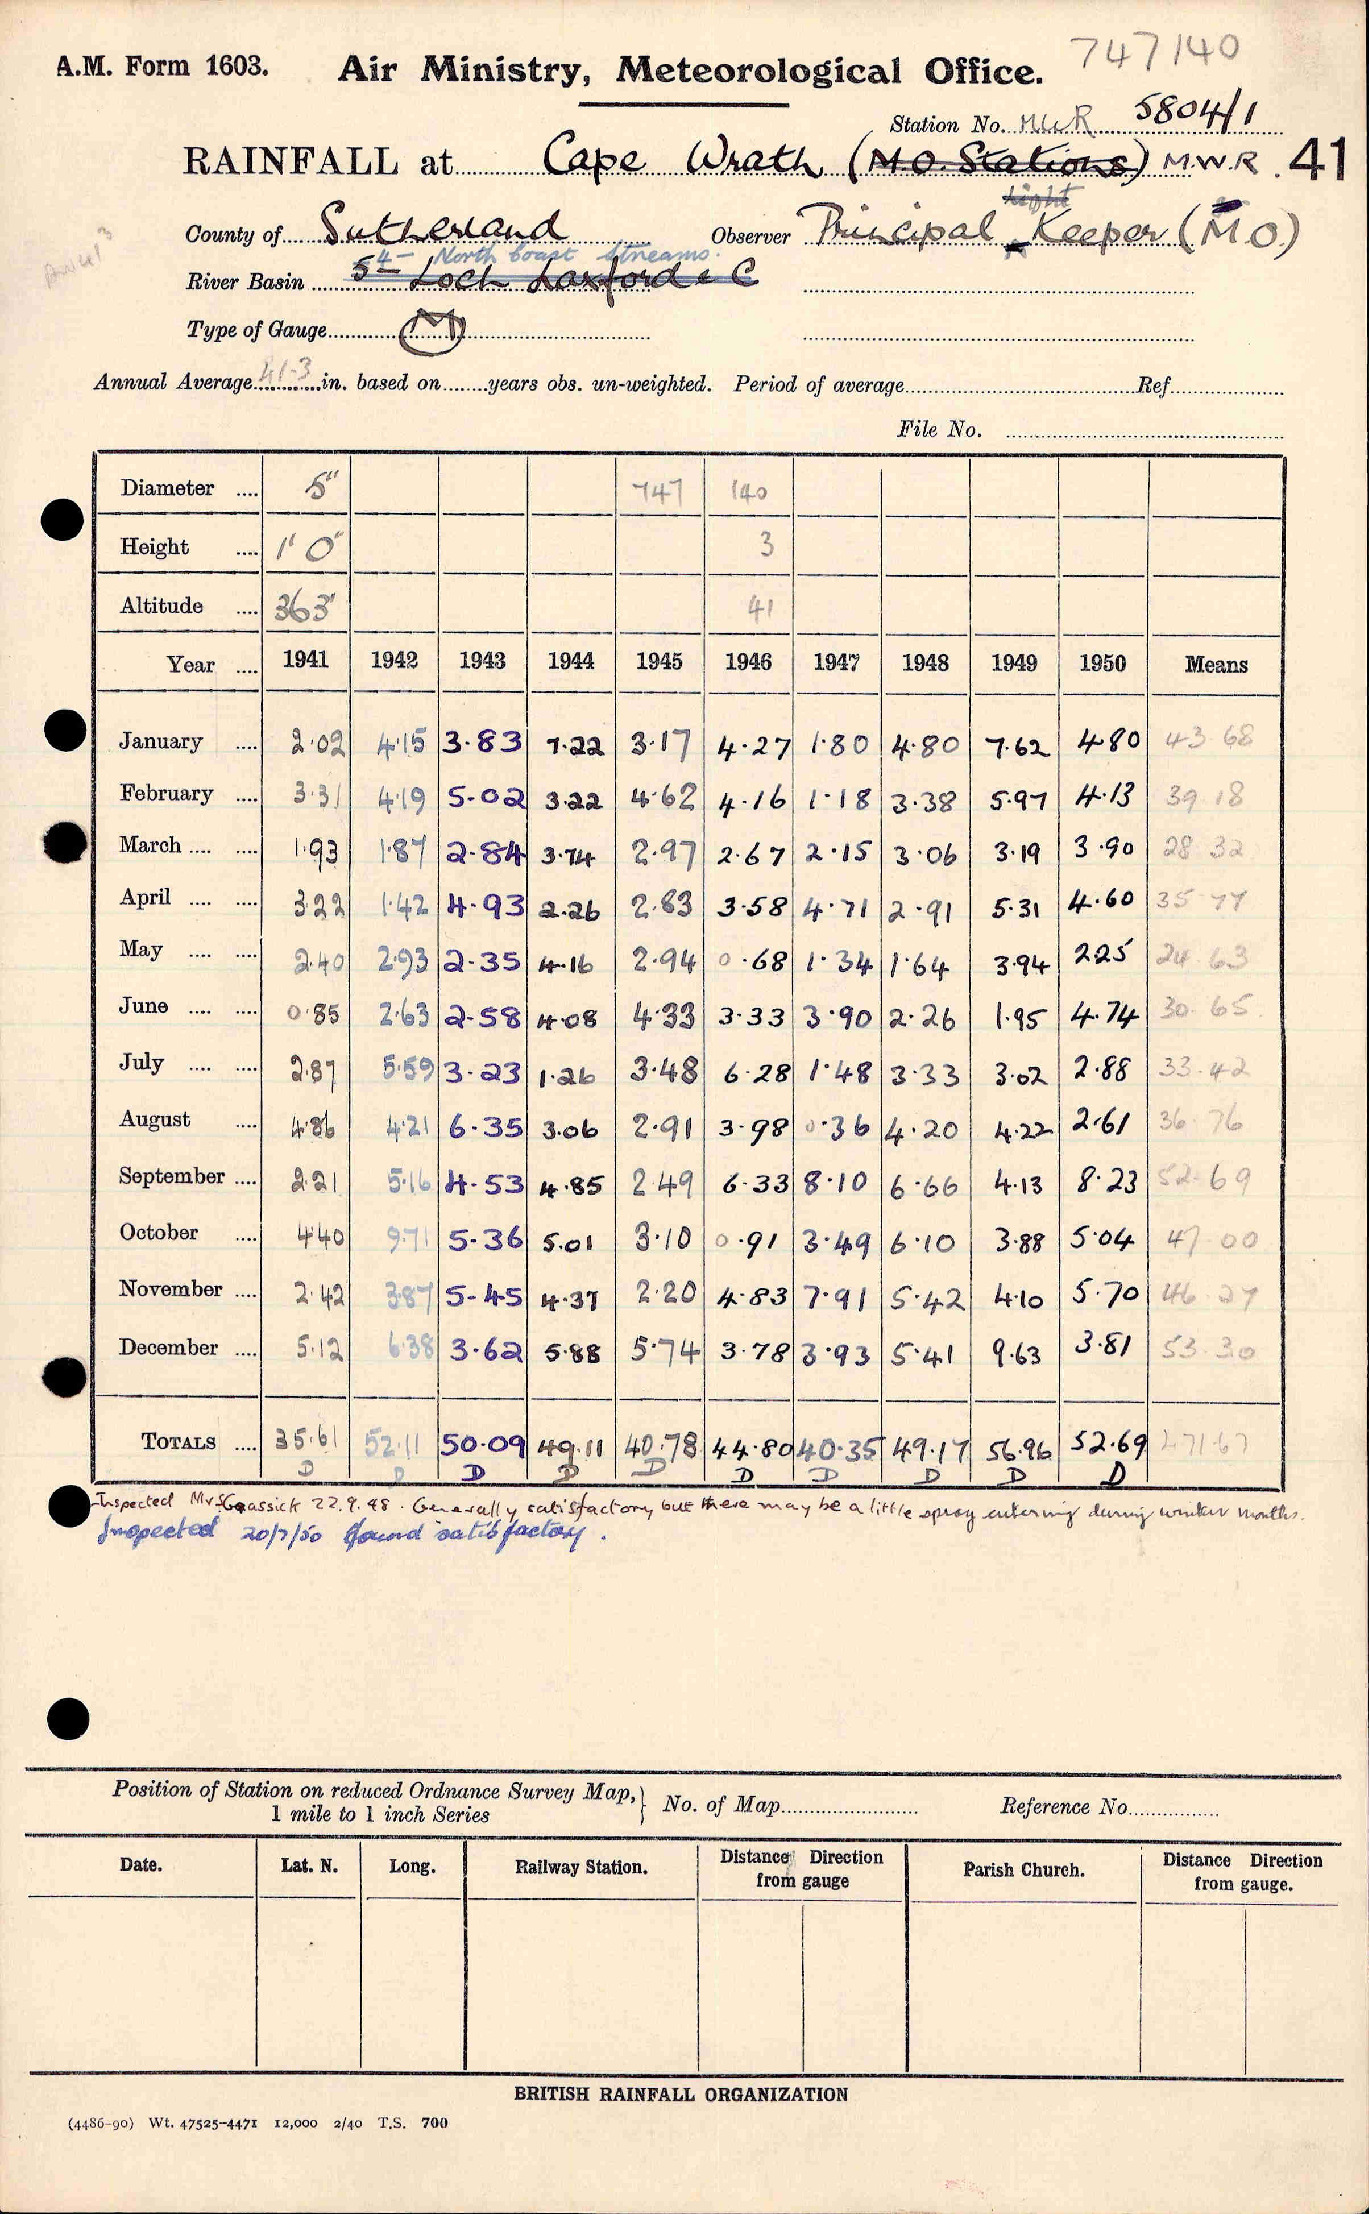 747140
A.M. Form 1603. Air Ministry, Meteorological Office.
Station No. MWR 5804/1
RAINFALL at Cape Wrath (M.O. Stations) M.W.R. 41
Light
County of Sutherland Observer Principal Keeper (M.O.)
4 - North Coast Streams.
River Basin 5 - Loch Laxford & C
Type of Gauge M
Annual Average 41.3 in. based on years obs. un-weighted. Period of average Ref.
File No.
Diameter 5" 747 140
Height 1' 0" 3
Altitude 363' 41
Year 1941 1942 1943 1944 1945 1946 1947 1948 1949 1950 Means
January 2.02 4.15 3.83 7.22 3.17 4.27 1.80 4.80 7.62 4.80 43.68
February 3.31 4.19 5.02 3.22 4.62 4.16 1.18 3.38 5.97 4.13 39.18
March 1.93 1.87 2.84 3.74 2.97 2.67 2.15 3.06 3.19 3.90 28.32
April 3.22 1.42 4.93 2.26 2.83 3.58 4.71 2.91 5.31 4.60 35.77
May 2.40 2.93 2.35 4.16 2.94 0.68 1.34 1.64 3.94 2.25 24.63
June 0.85 2.63 2.58 4.08 4.33 3.33 3.90 2.26 1.95 4.74 30.65
July 2.87 5.59 3.23 1.26 3.48 6.28 1.48 3.33 3.02 2.88 33.42
August 4.86 4.21 6.35 3.06 2.91 3.98 0.36 4.20 4.22 2.61 36.76
September 2.21 5.16 4.53 4.85 2.49 6.33 8.10 6.66 4.13 8.23 52.69
October 4.40 9.71 5.36 5.01 3.10 0.91 3.49 6.10 3.88 5.04 47.00
November 2.42 3.87 5.45 4.37 2.20 4.83 7.91 5.42 4.10 5.70 46.27
December 5.12 6.38 3.62 5.88 5.74 3.78 3.93 5.41 9.63 3.81 53.30
TOTALS 35.61 52.11 50.09 49.11 40.78 44.80 40.35 49.17 56.96 52.69 471.67
D D D D D D D D D D
Inspected 22.9.48. Generally satisfactory but there may be a little spray entering during winter months.
Inspected 20/7/50 found satisfactory.
Position of Station on reduced Ordnance Survey Map,
1 mile to 1 inch Series
No. of Map Reference No.
Date. Lat. N. Long. Railway Station. Distance Direction from gauge Parish Church. Distance Direction from gauge.
BRITISH RAINFALL ORGANIZATION
(4486-90) Wt. 47525-4471 12,000 2/40 T.S. 700